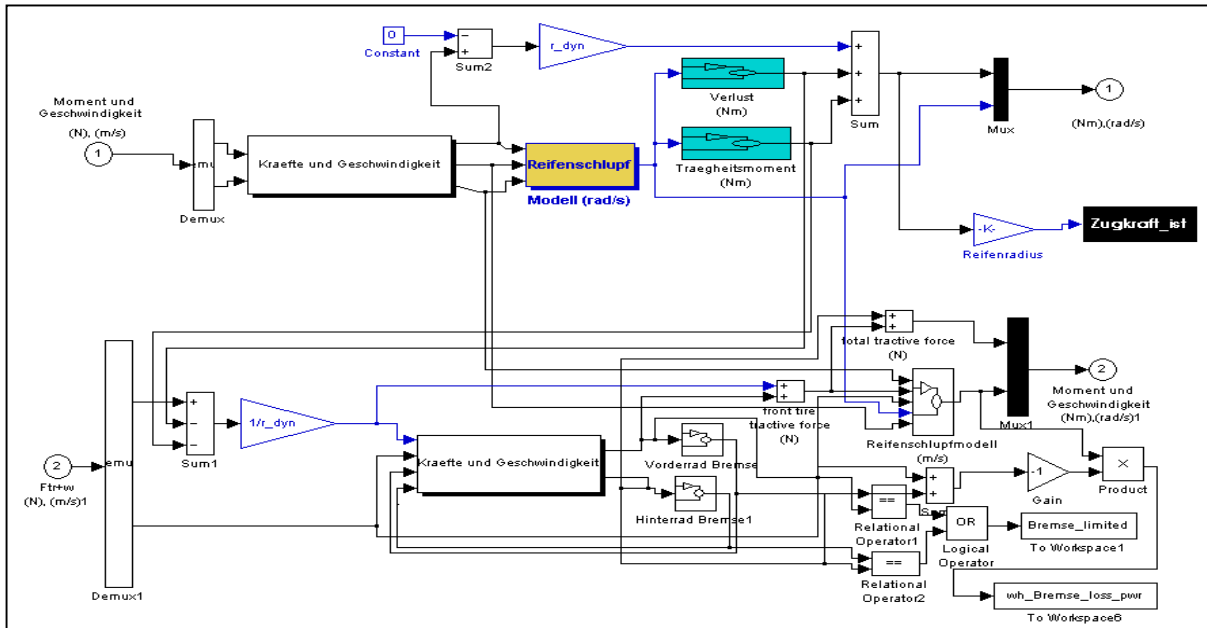 0
Constant
−
+
Sum2
r_dyn
Verlust
(Nm)
+
+
+
Sum
Mux
1
(Nm),(rad/s)
Moment und
Geschwindigkeit
(N), (m/s)
1
emu
Demux
Kraefte und Geschwindigkeit
Reifenschlupf
Modell (rad/s)
Traegheitsmoment
(Nm)
-K-
Reifenradius
Zugkraft_ist
+
+
total tractive force
(N)
Mux1
2
Moment und
Geschwindigkeit
(Nm),(rad/s)1
+
−
−
Sum1
1/r_dyn
+
+
front tire
tractive force
(N)
Reifenschlupfmodell
(m/s)
2
Ftr+w
(N), (m/s)1
emu
Demux1
Kraefte und Geschwindigkeit
Vorderrad Bremse
Hinterrad Bremse1
+
+
-1
Gain
×
Product
==
Relational
Operator1
OR
Logical
Operator
Bremse_limited
To Workspace1
==
Relational
Operator2
wh_Bremse_loss_pwr
To Workspace6